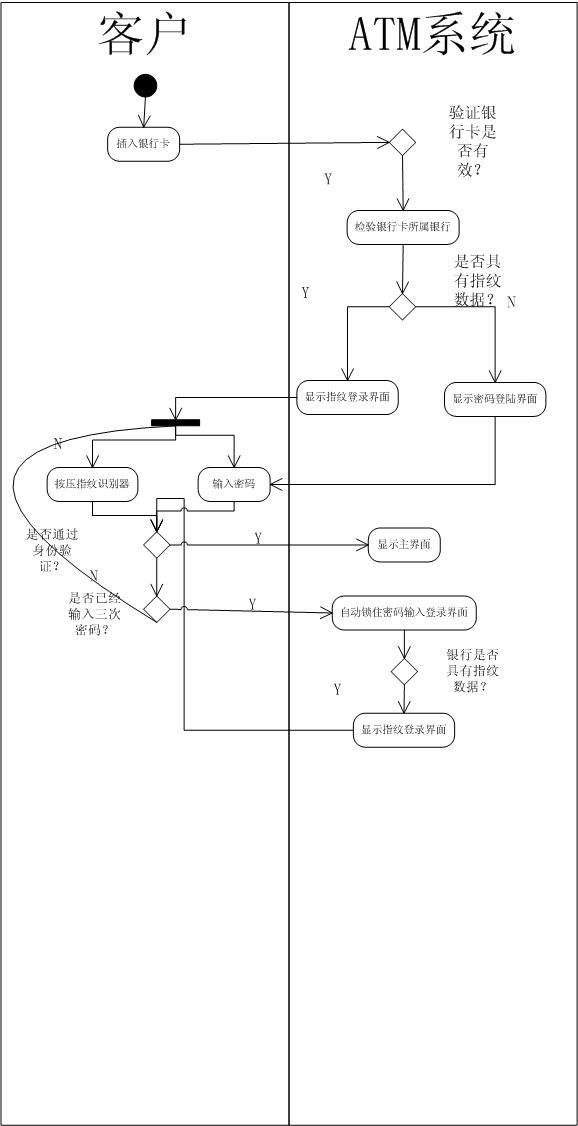 客户
ATM系统
插入银行卡
验证银
行卡是
否有
效？
Y
检验银行卡所属银行
是否具
有指纹
数据？
Y
N
显示指纹登录界面
显示密码登陆界面
N
按压指纹识别器
输入密码
是否通过
身份验
证？
Y
显示主界面
N
是否已经
输入三次
密码？
Y
自动锁住密码输入登录界面
银行是否
具有指纹
数据？
Y
显示指纹登录界面